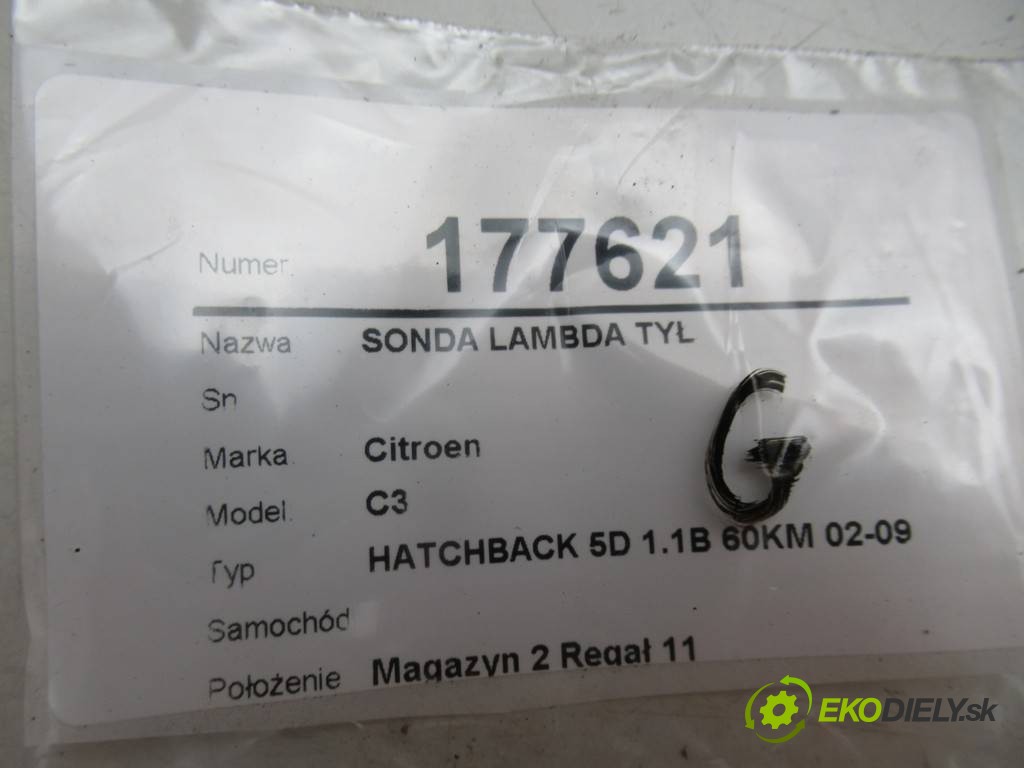 Numer 177621
Nazwa SONDA LAMBDA TYŁ
Sn
Marka Citroen
G
Model C3
Typ HATCHBACK 5D 1.1B 60KM 02-09
Samochód
Położenie Magazyn 2 Regał 11
EKODIELY.sk